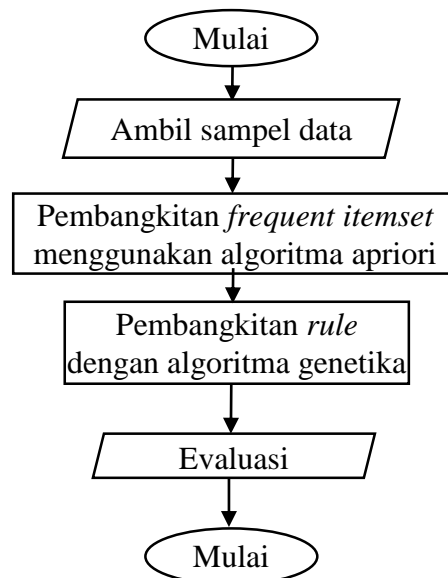 Mulai
Ambil sampel data
Pembangkitan frequent itemset
menggunakan algoritma apriori
Pembangkitan rule
dengan algoritma genetika
Evaluasi
Mulai